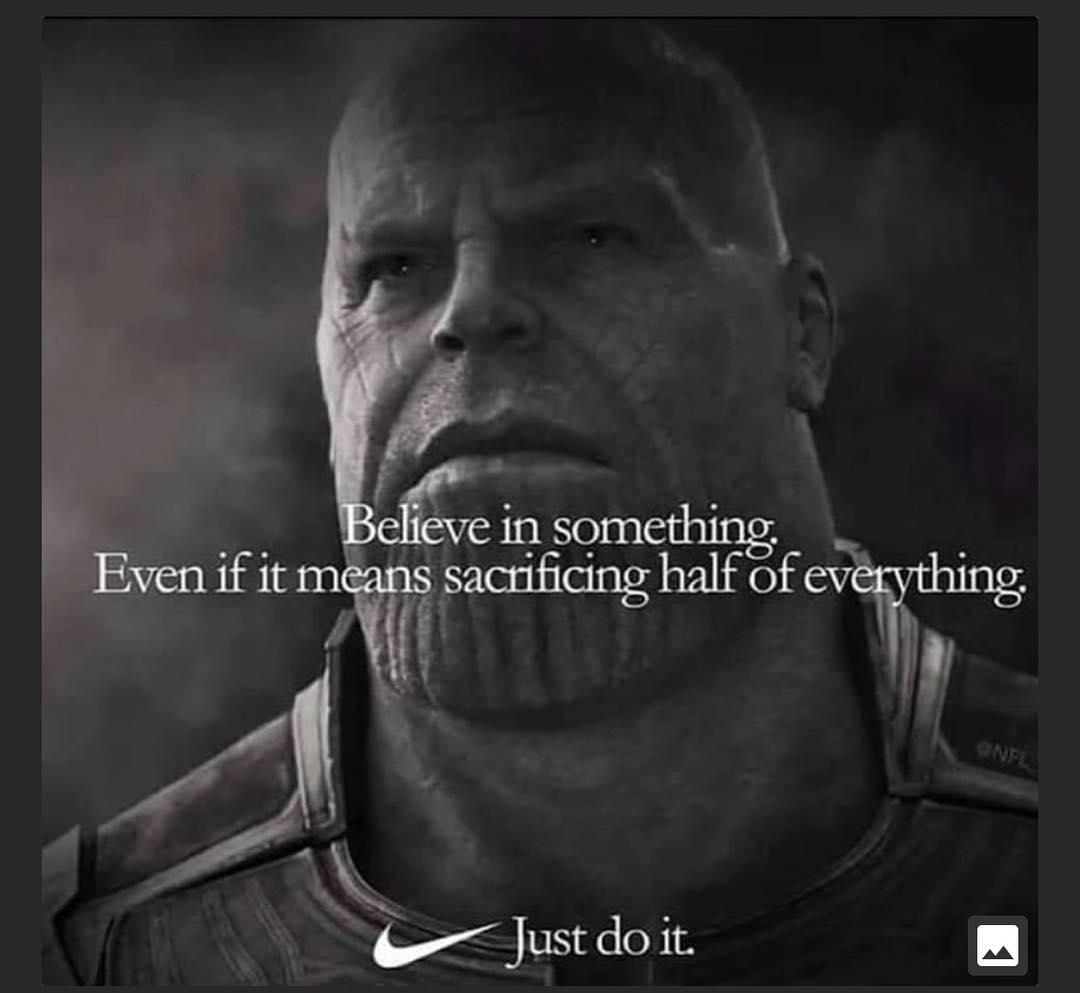 Believe in something.
Even if it means sacrificing half of everything.
@NFL
Just do it.